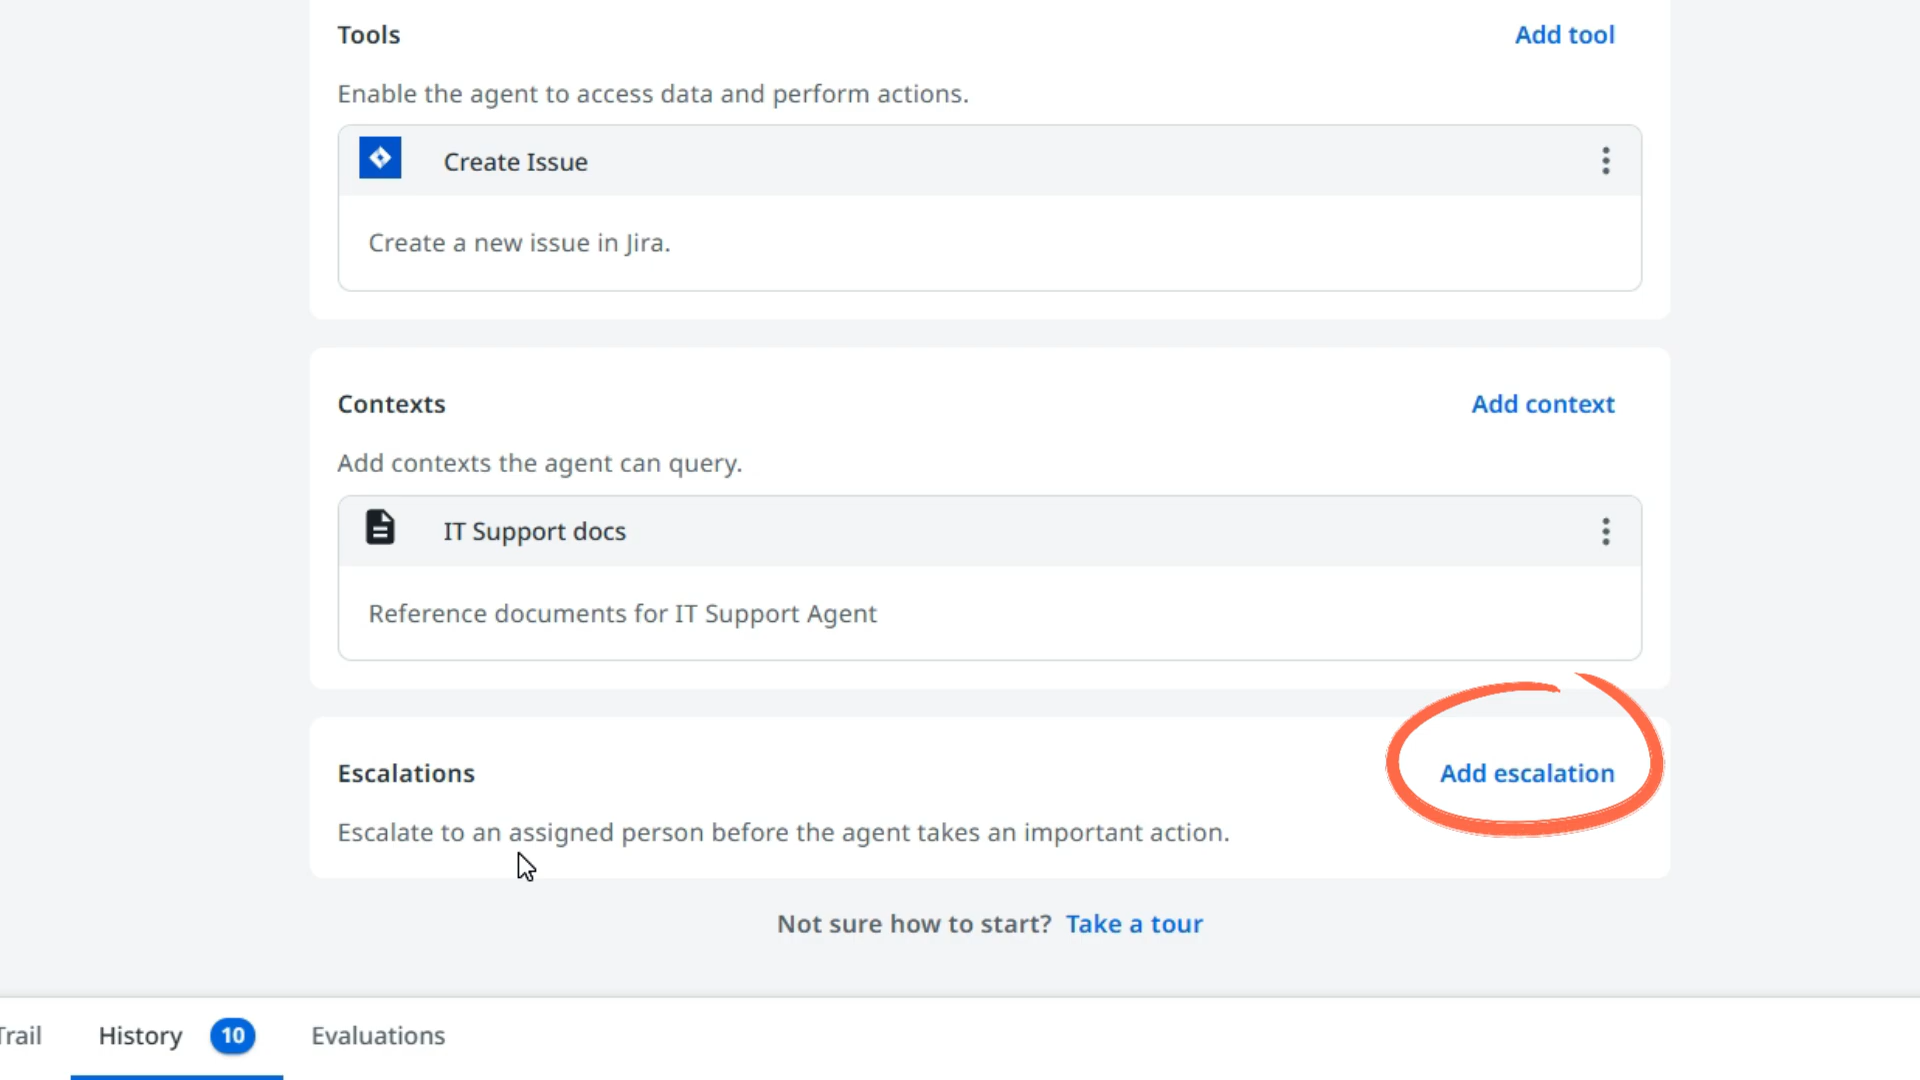 Tools
Add tool
Enable the agent to access data and perform actions.
Create Issue
Create a new issue in Jira.
Contexts
Add context
Add contexts the agent can query.
IT Support docs
Reference documents for IT Support Agent
Escalations
Add escalation
Escalate to an assigned person before the agent takes an important action.
Not sure how to start? Take a tour
Trail
History 10
Evaluations